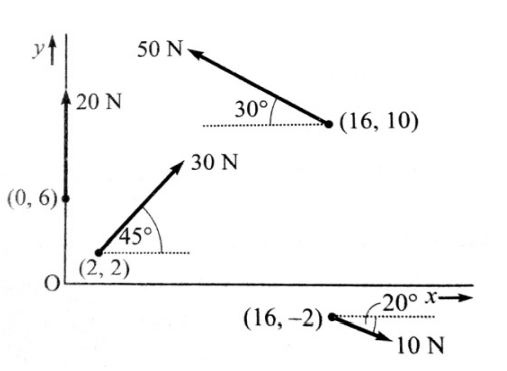 50 N
y
20 N
30°
(16, 10)
30 N
(0, 6)
45°
(2, 2)
O
20° x
(16, −2)
10 N